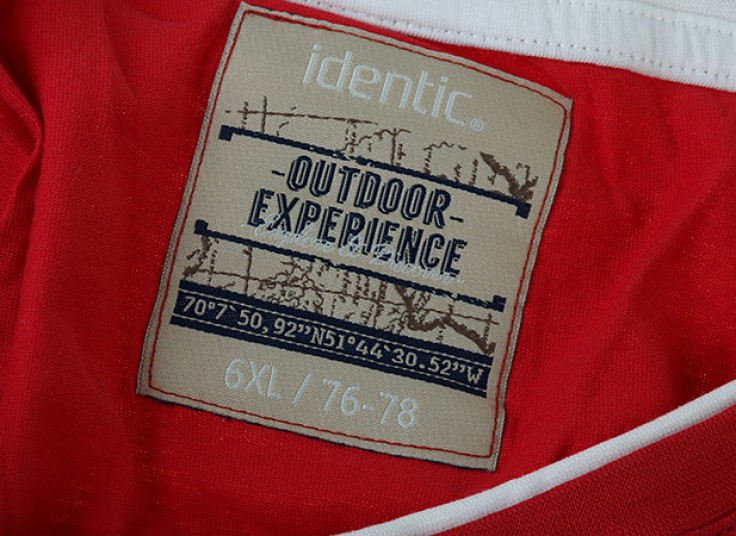 identic®
-OUTDOOR-
EXPERIENCE
70°7`50,92”N51°44`30.52”W
6XL / 76-78